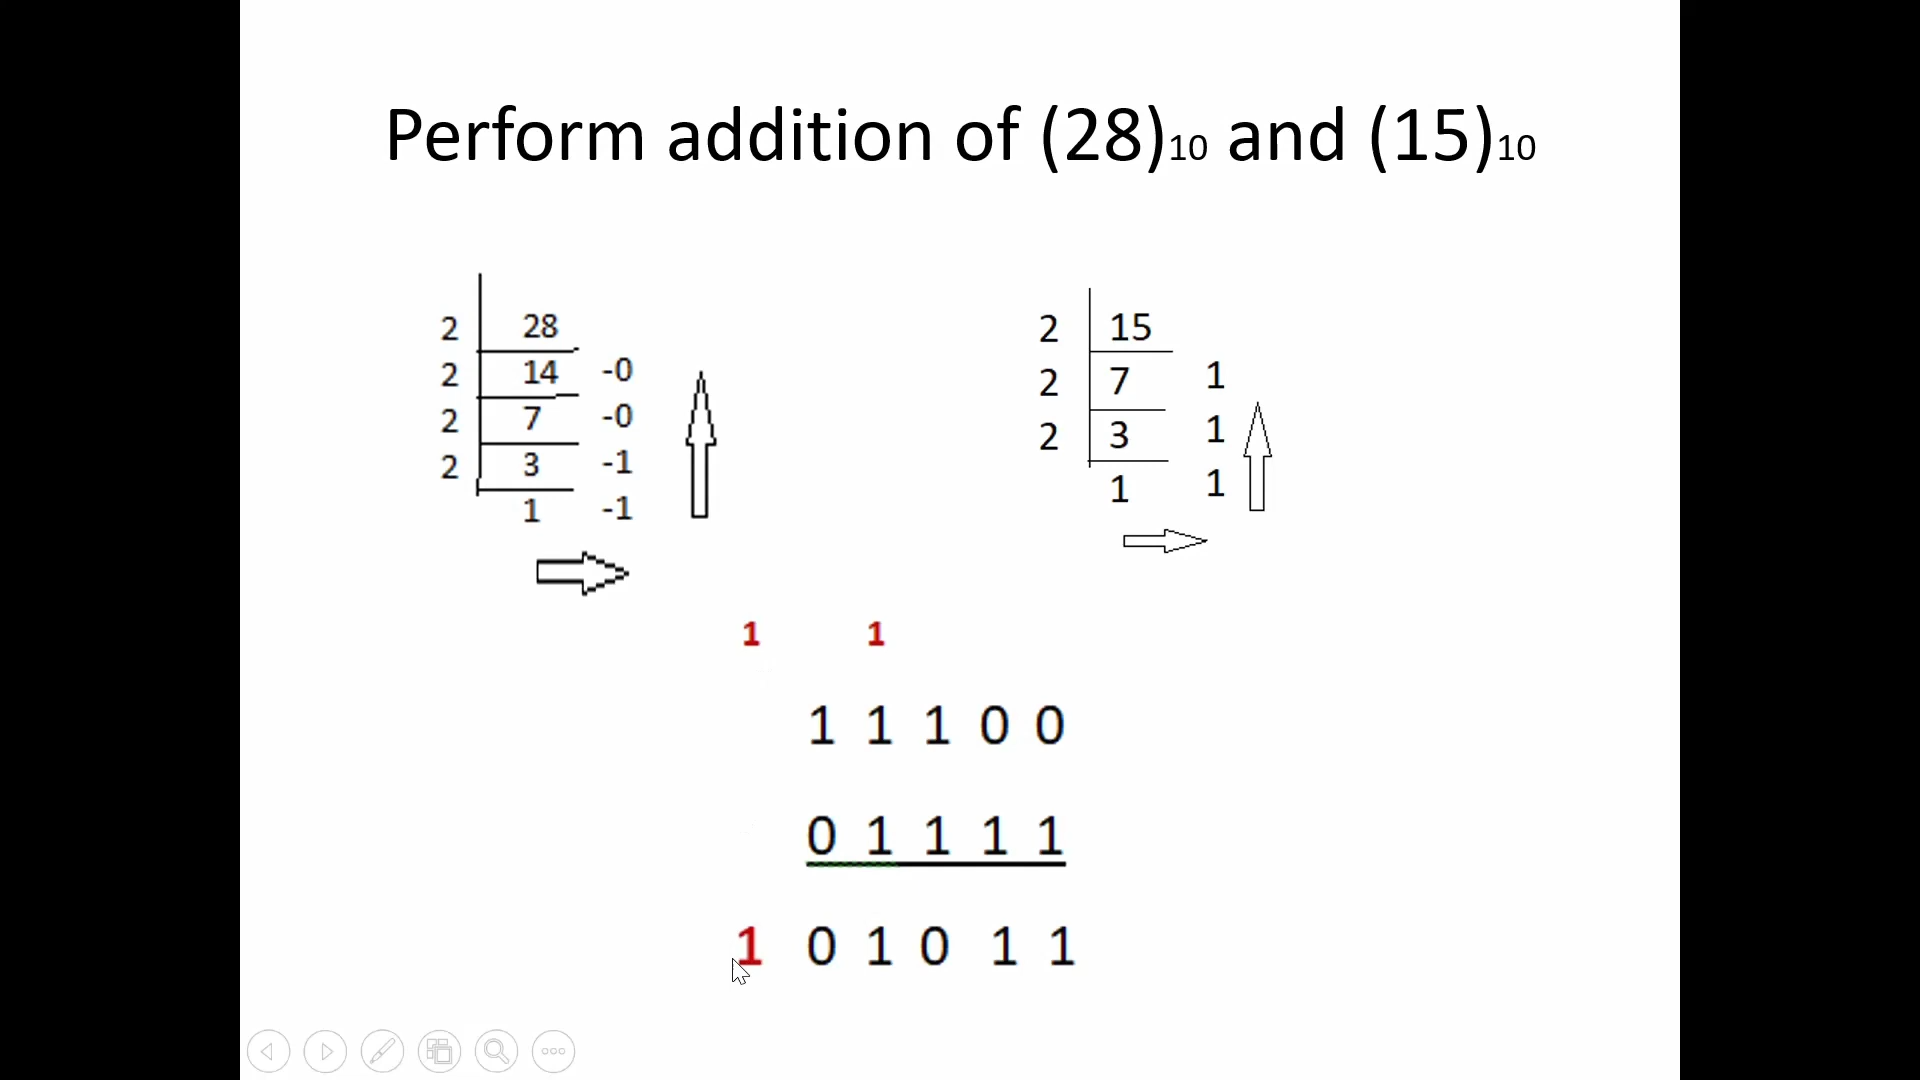 Perform addition of (28)10 and (15)10
2 28
2 14 -0
2 7 -0
2 3 -1
1 -1
2 15
2 7 1
2 3 1
1 1
1 1
1 1 1 0 0
0 1 1 1 1
1 0 1 0 1 1